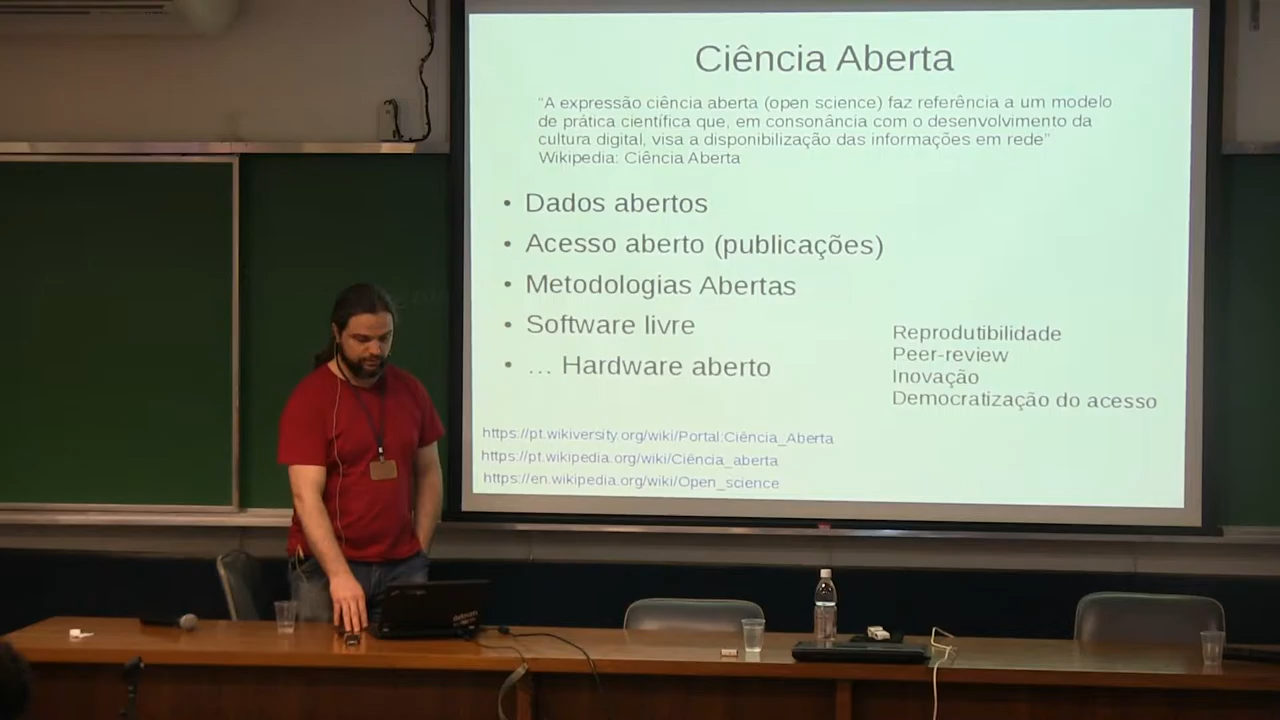 Ciência Aberta
"A expressão ciência aberta (open science) faz referência a um modelo
de prática científica que, em consonância com o desenvolvimento da
cultura digital, visa a disponibilização das informações em rede"
Wikipedia: Ciência Aberta
• Dados abertos
• Acesso aberto (publicações)
• Metodologias Abertas
• Software livre
• … Hardware aberto
Reprodutibilidade
Peer-review
Inovação
Democratização do acesso
https://pt.wikiversity.org/wiki/Portal:Ciência_Aberta
https://pt.wikipedia.org/wiki/Ciência_aberta
https://en.wikipedia.org/wiki/Open_science